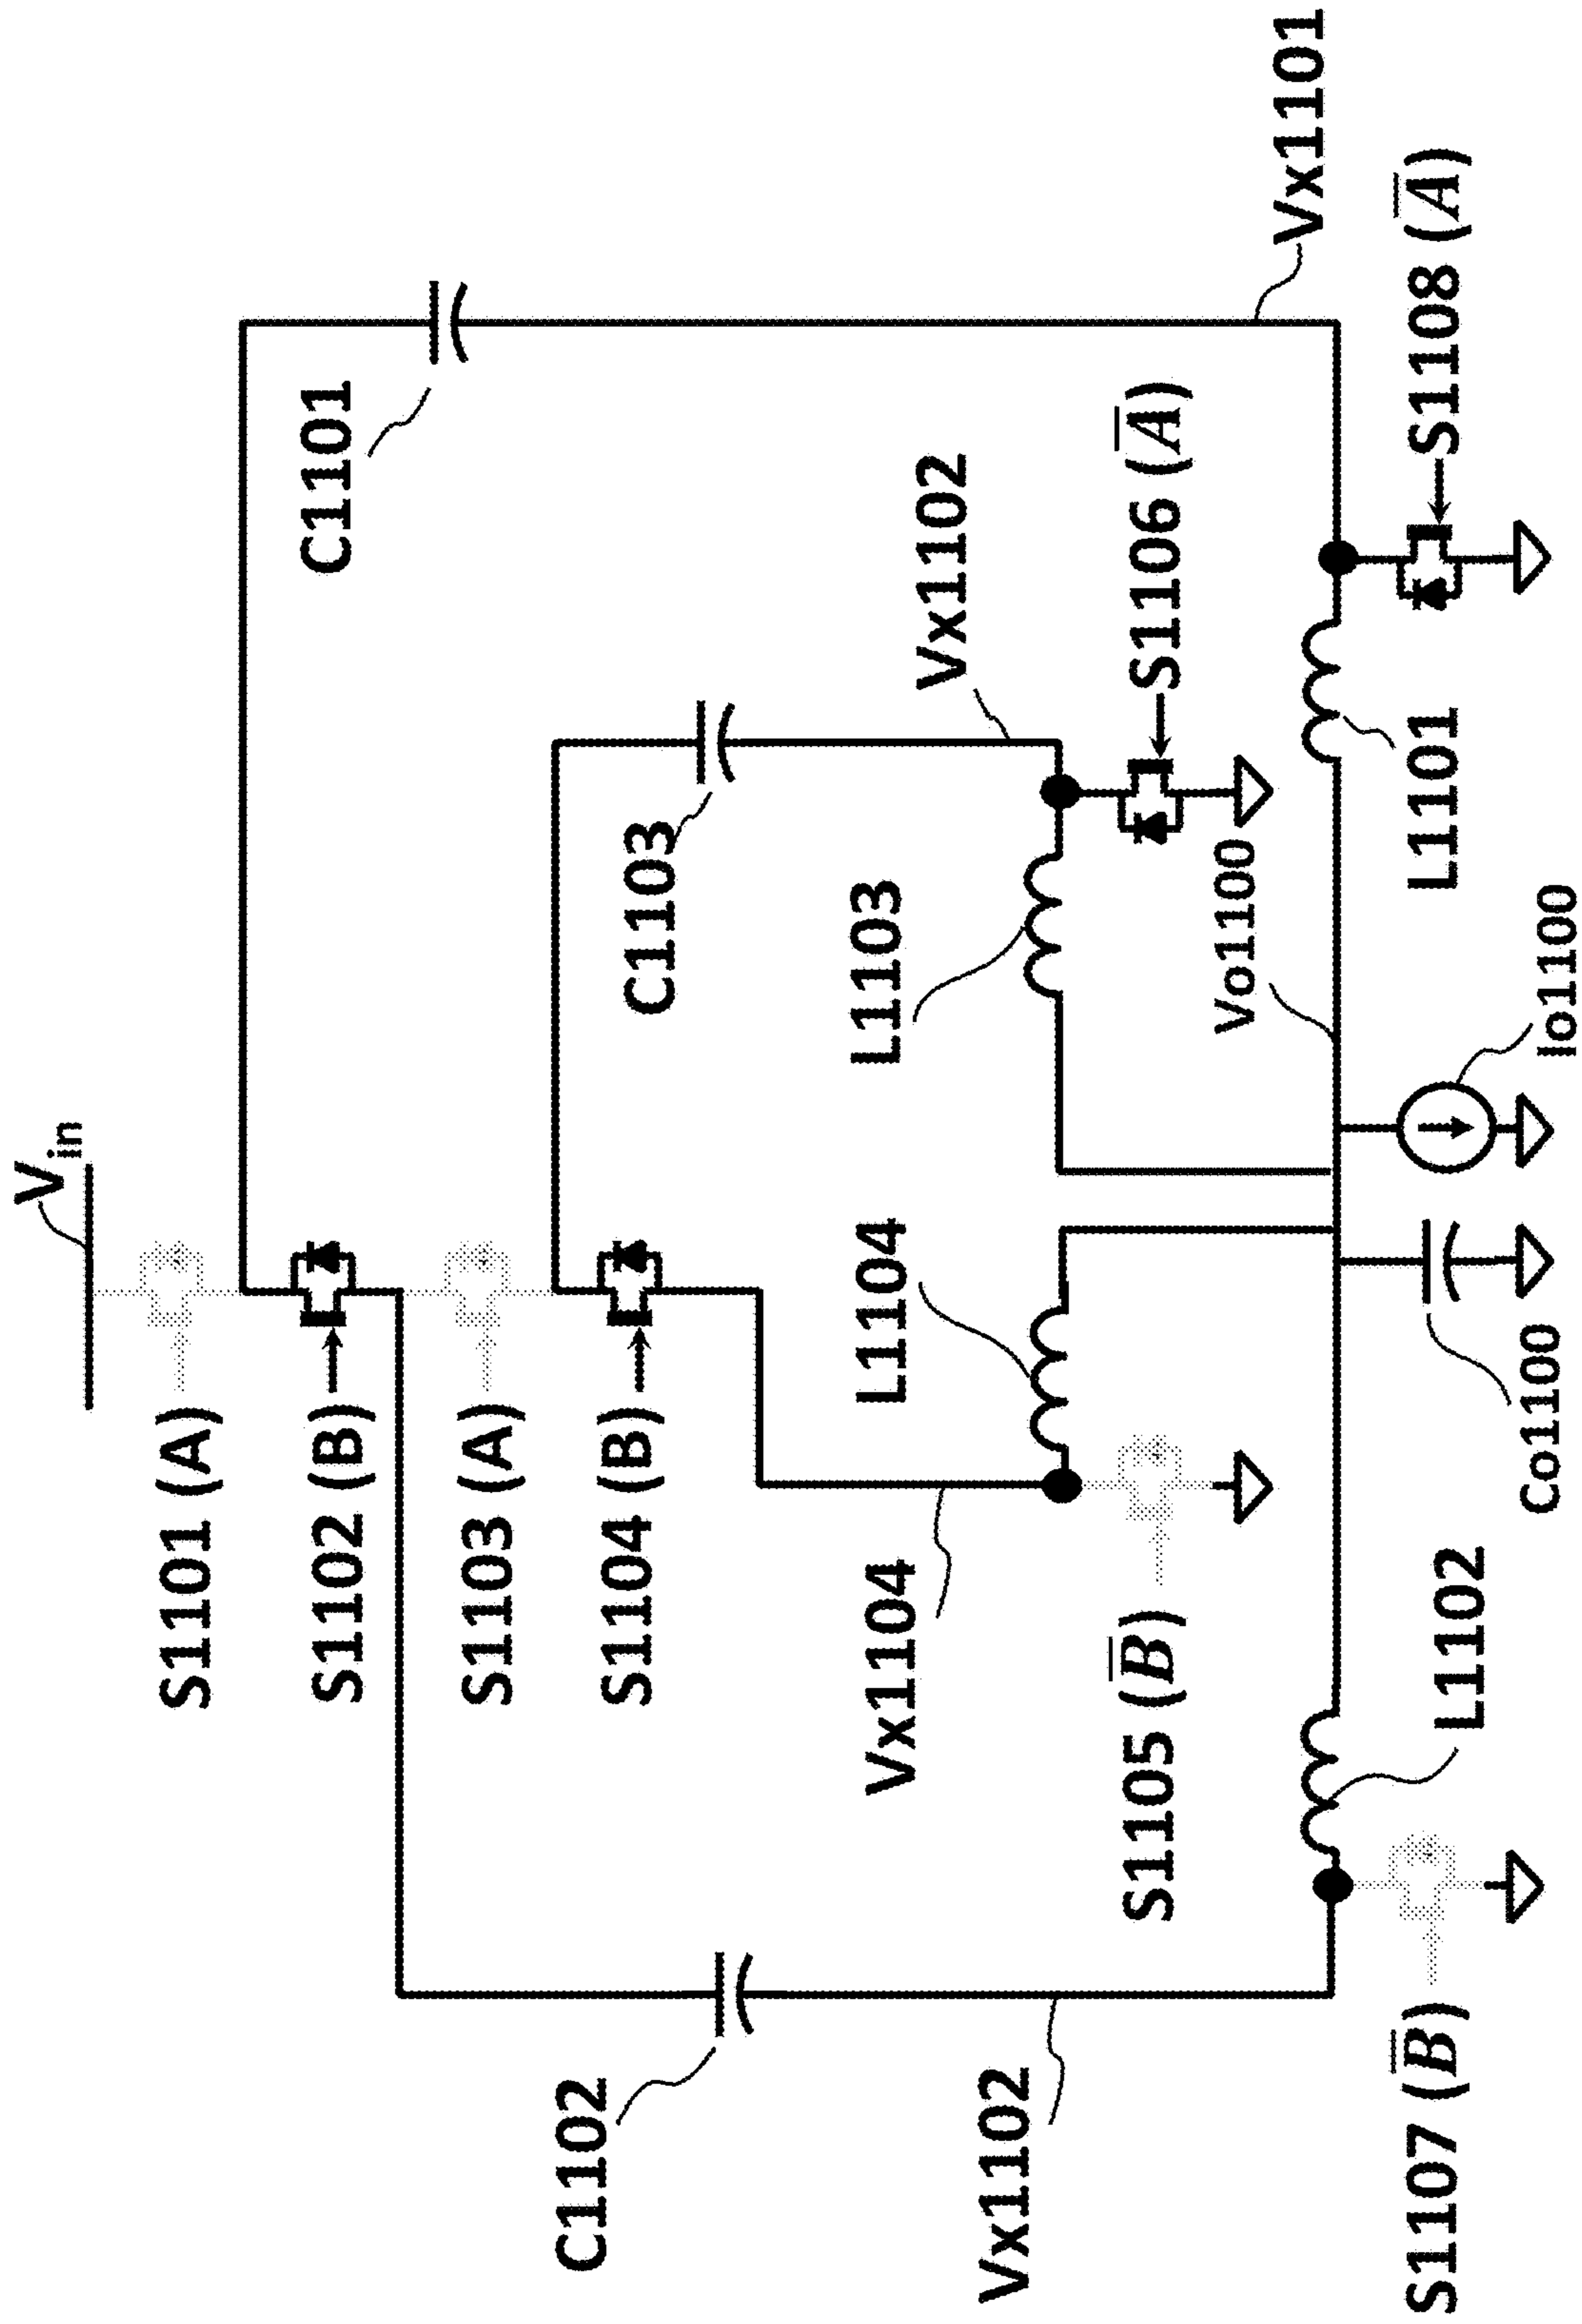 V_in
S1101 (A)
S1102 (B)
S1103 (A)
S1104 (B)
C1101
C1103
C1102
Vx1101
Vx1102
L1103
L1104
Vx1104
S1106 (A̅)
S1105 (B̅)
Vo1100
Vx1102
L1101
L1102
S1108 (A̅)
S1107 (B̅)
Co1100
Io1100